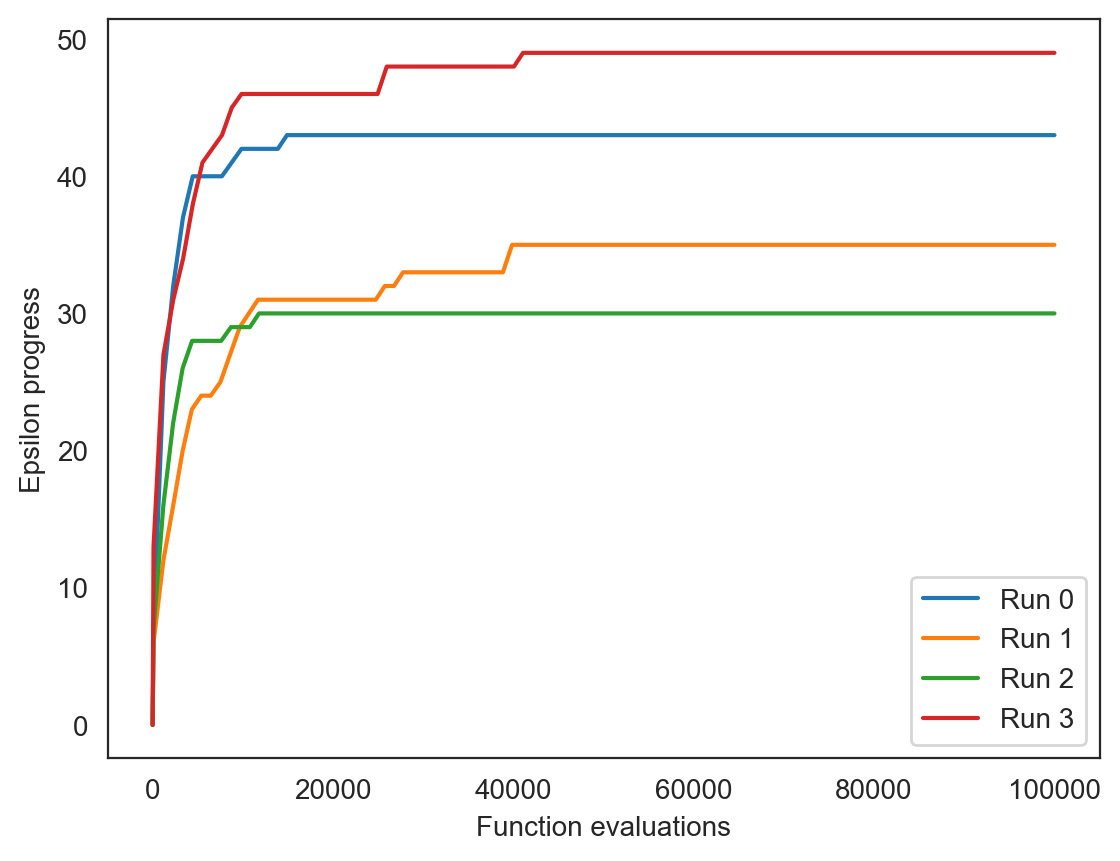 50
40
30
20
10
0
Epsilon progress
Run 0
Run 1
Run 2
Run 3
0 20000 40000 60000 80000 100000
Function evaluations